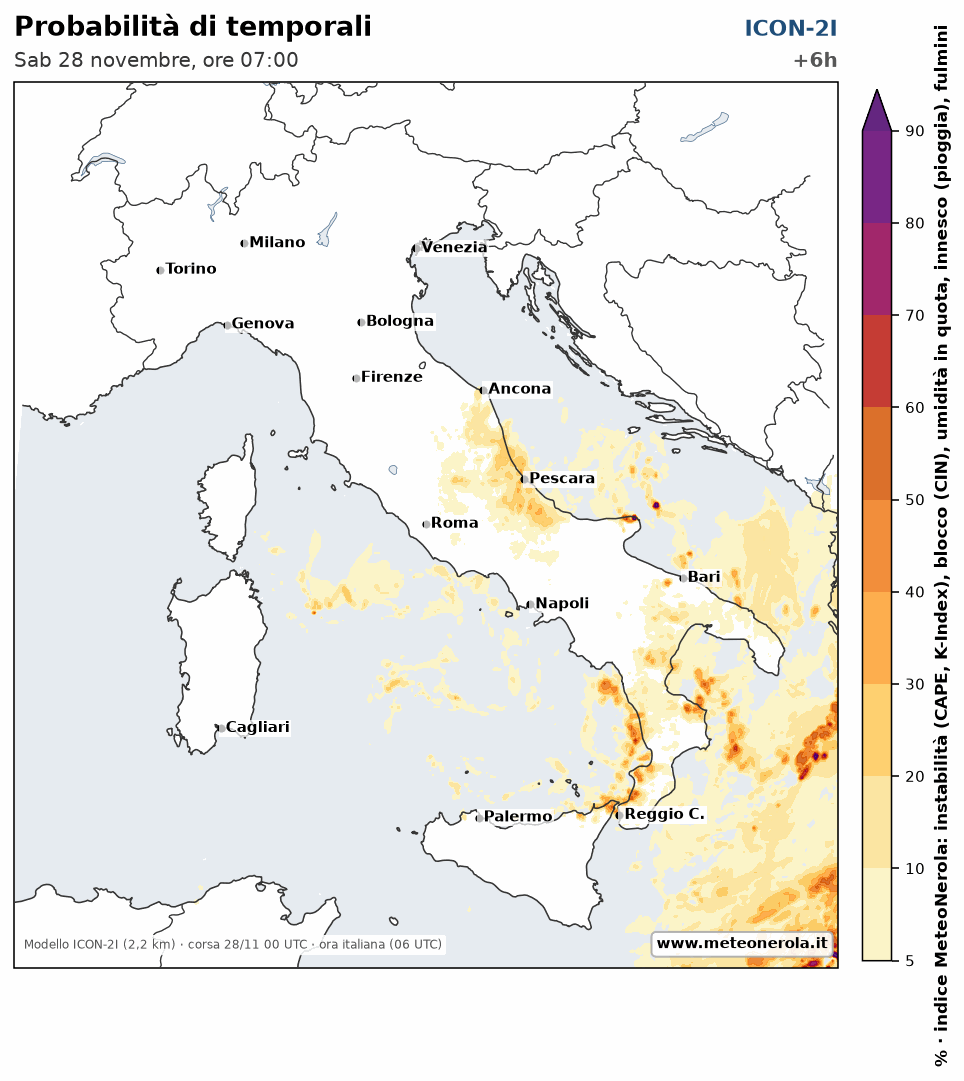 Probabilità di temporali
ICON-2I
Sab 28 novembre, ore 07:00
+6h
Milano
Venezia
Torino
Genova
Bologna
Firenze
Ancona
Pescara
Roma
Bari
Napoli
Cagliari
Palermo
Reggio C.
Modello ICON-2I (2,2 km) · corsa 28/11 00 UTC · ora italiana (06 UTC)
www.meteonerola.it
90
80
70
60
50
40
30
20
10
5
% · indice MeteoNerola: instabilità (CAPE, K-Index), blocco (CIN), umidità in quota, innesco (pioggia), fulmini